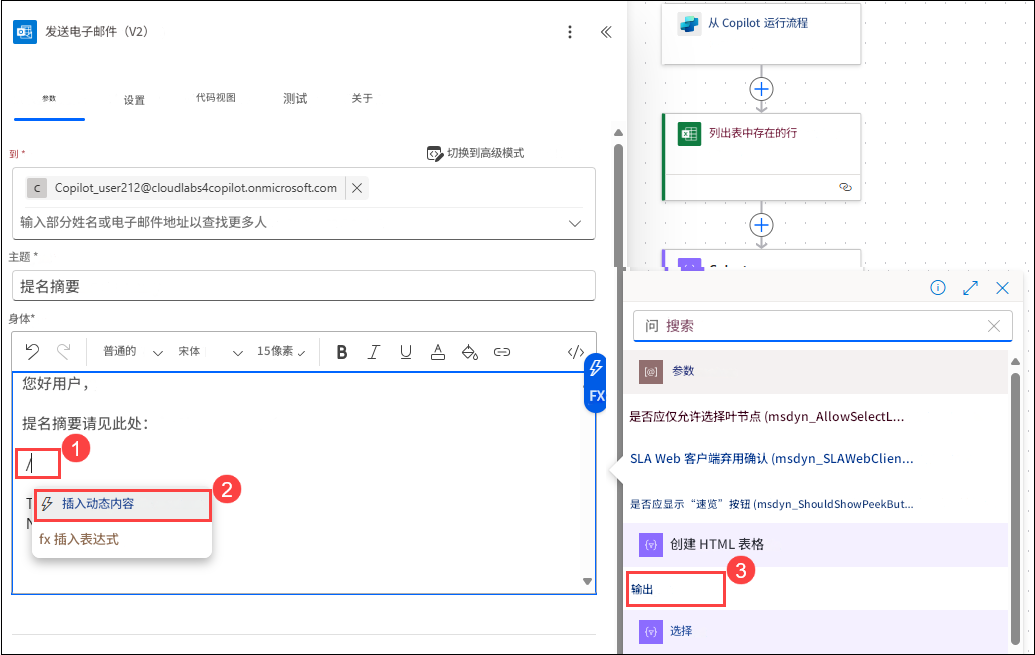 发送电子邮件（V2）
参数
设置
代码视图
测试
关于
到 *
切换到高级模式
C
Copilot_user212@cloudlabs4copilot.onmicrosoft.com
输入部分姓名或电子邮件地址以查找更多人
主题 *
提名摘要
身体*
普通的
宋体
15像素
B
I
U
A
</>
您好用户，
提名摘要请见此处：
/
1
插入动态内容
2
fx 插入表达式
T
N
FX
从 Copilot 运行流程
列出表中存在的行
问 搜索
[@]
参数
是否应仅允许选择叶节点 (msdyn_AllowSelectL...
SLA Web 客户端弃用确认 (msdyn_SLAWebClien...
是否应显示“速览”按钮 (msdyn_ShouldShowPeekBut...
创建 HTML 表格
输出
3
选择